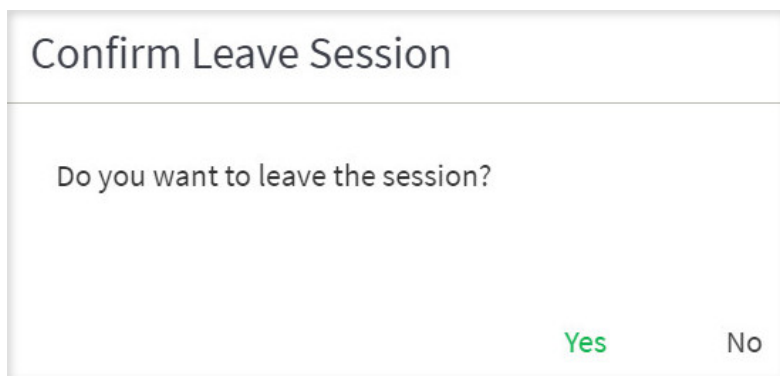 Confirm Leave Session
Do you want to leave the session?
Yes No